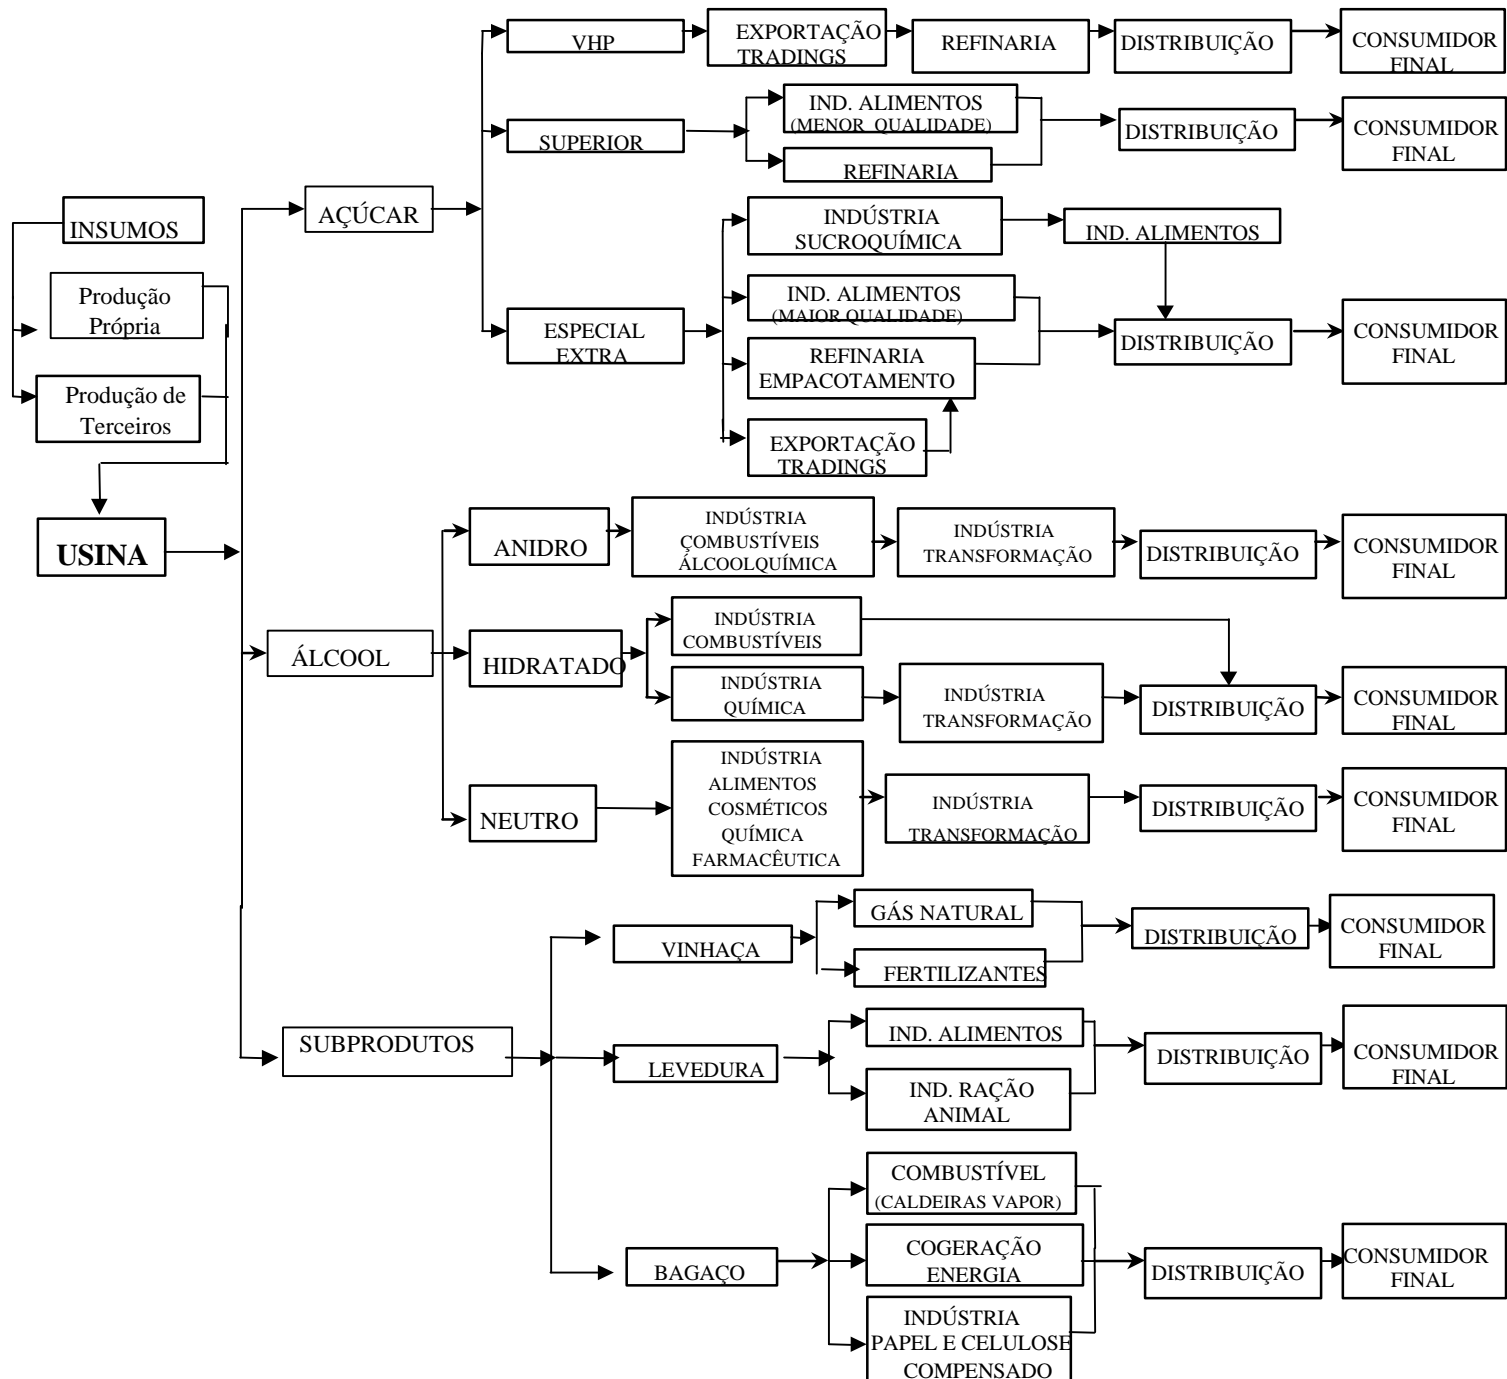 VHP
EXPORTAÇÃO
TRADINGS
REFINARIA
DISTRIBUIÇÃO
CONSUMIDOR
FINAL
IND. ALIMENTOS
(MENOR QUALIDADE)
SUPERIOR
REFINARIA
DISTRIBUIÇÃO
CONSUMIDOR
FINAL
INSUMOS
AÇÚCAR
INDÚSTRIA
SUCROQUÍMICA
IND. ALIMENTOS
Produção
Própria
IND. ALIMENTOS
(MAIOR QUALIDADE)
ESPECIAL
EXTRA
REFINARIA
EMPACOTAMENTO
DISTRIBUIÇÃO
CONSUMIDOR
FINAL
Produção de
Terceiros
EXPORTAÇÃO
TRADINGS
USINA
ANIDRO
INDÚSTRIA
COMBUSTÍVEIS
ÁLCOOLQUÍMICA
INDÚSTRIA
TRANSFORMAÇÃO
DISTRIBUIÇÃO
CONSUMIDOR
FINAL
ÁLCOOL
HIDRATADO
INDÚSTRIA
COMBUSTÍVEIS
INDÚSTRIA
QUÍMICA
INDÚSTRIA
TRANSFORMAÇÃO
DISTRIBUIÇÃO
CONSUMIDOR
FINAL
NEUTRO
INDÚSTRIA
ALIMENTOS
COSMÉTICOS
QUÍMICA
FARMACÊUTICA
INDÚSTRIA
TRANSFORMAÇÃO
DISTRIBUIÇÃO
CONSUMIDOR
FINAL
VINHAÇA
GÁS NATURAL
FERTILIZANTES
DISTRIBUIÇÃO
CONSUMIDOR
FINAL
SUBPRODUTOS
LEVEDURA
IND. ALIMENTOS
IND. RAÇÃO
ANIMAL
DISTRIBUIÇÃO
CONSUMIDOR
FINAL
BAGAÇO
COMBUSTÍVEL
(CALDEIRAS VAPOR)
COGERAÇÃO
ENERGIA
INDÚSTRIA
PAPEL E CELULOSE
COMPENSADO
DISTRIBUIÇÃO
CONSUMIDOR
FINAL